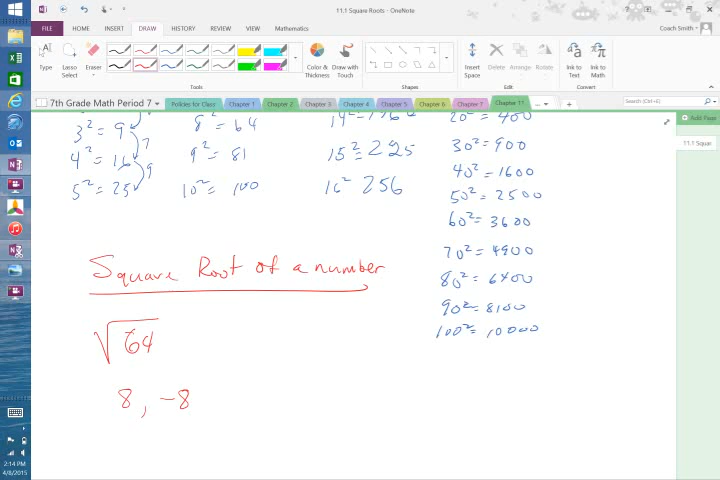 11.1 Square Roots - OneNote
Coach Smith
FILE HOME INSERT DRAW HISTORY REVIEW VIEW Mathematics
Type
Lasso Select
Eraser
Color & Thickness
Insert Space
Delete
Arrange
Rotate
Ink to Text
Ink to Math
Tools
Shapes
Edit
Convert
7th Grade Math Period 7
Policies for Class
Chapter 1
Chapter 2
Chapter 3
Chapter 4
Chapter 5
Chapter 6
Chapter 7
Chapter 11
Search (Ctrl+E)
Add Page
11.1 Squar
3² = 9
7
4² = 16
9
5² = 25
8² = 64
9² = 81
10² = 100
15² = 225
16² 256
20² = 400
30² = 900
40² = 1600
50² = 2500
60² = 3600
70² = 4900
80² = 6400
90² = 8100
100² = 10000
Square Root of a number
√64
8, -8
2:14 PM
4/8/2015